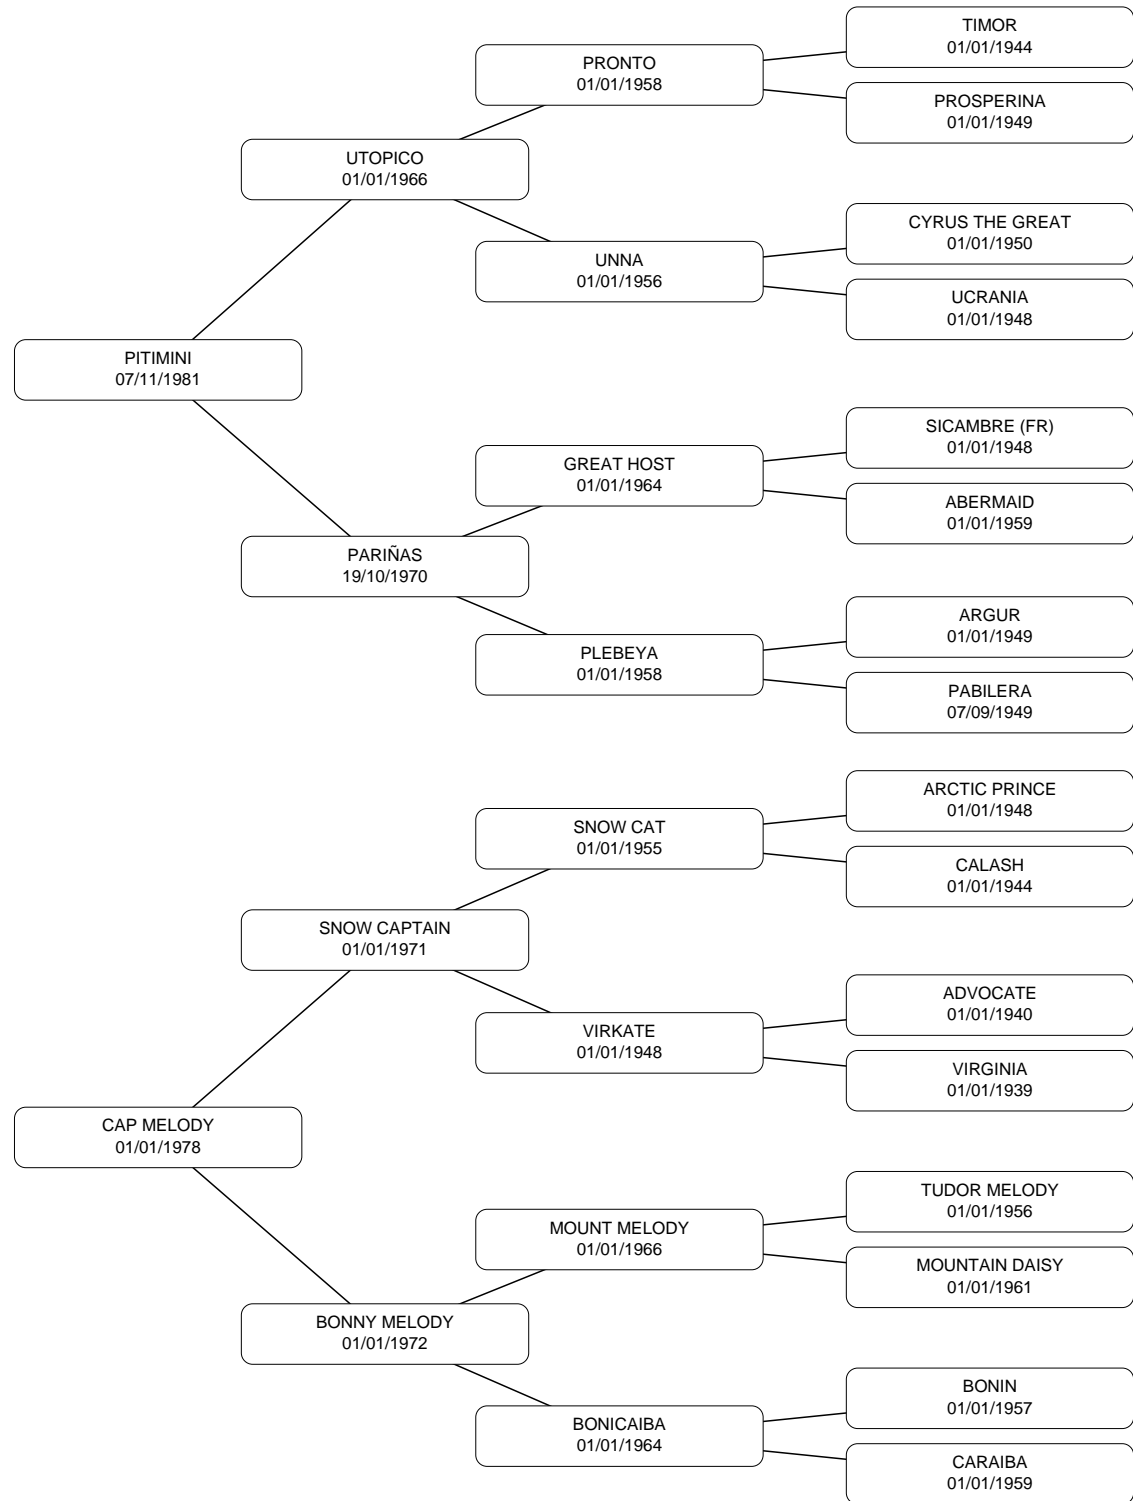 TIMOR
01/01/1944
PRONTO
01/01/1958
PROSPERINA
01/01/1949
UTOPICO
01/01/1966
CYRUS THE GREAT
01/01/1950
UNNA
01/01/1956
UCRANIA
01/01/1948
PITIMINI
07/11/1981
SICAMBRE (FR)
01/01/1948
GREAT HOST
01/01/1964
ABERMAID
01/01/1959
PARIÑAS
19/10/1970
ARGUR
01/01/1949
PLEBEYA
01/01/1958
PABILERA
07/09/1949
ARCTIC PRINCE
01/01/1948
SNOW CAT
01/01/1955
CALASH
01/01/1944
SNOW CAPTAIN
01/01/1971
ADVOCATE
01/01/1940
VIRKATE
01/01/1948
VIRGINIA
01/01/1939
CAP MELODY
01/01/1978
TUDOR MELODY
01/01/1956
MOUNT MELODY
01/01/1966
MOUNTAIN DAISY
01/01/1961
BONNY MELODY
01/01/1972
BONIN
01/01/1957
BONICAIBA
01/01/1964
CARAIBA
01/01/1959